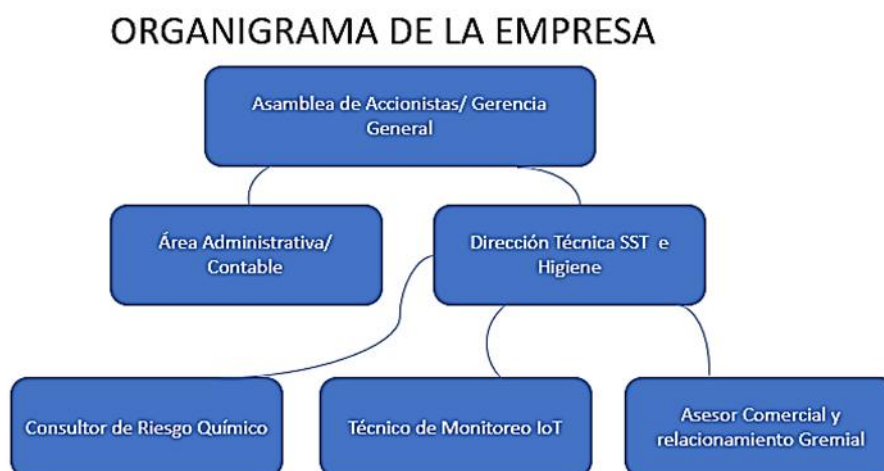 ORGANIGRAMA DE LA EMPRESA
Asamblea de Accionistas/ Gerencia
General
Área Administrativa/
Contable
Dirección Técnica SST e
Higiene
Consultor de Riesgo Químico
Técnico de Monitoreo IoT
Asesor Comercial y
relacionamiento Gremial